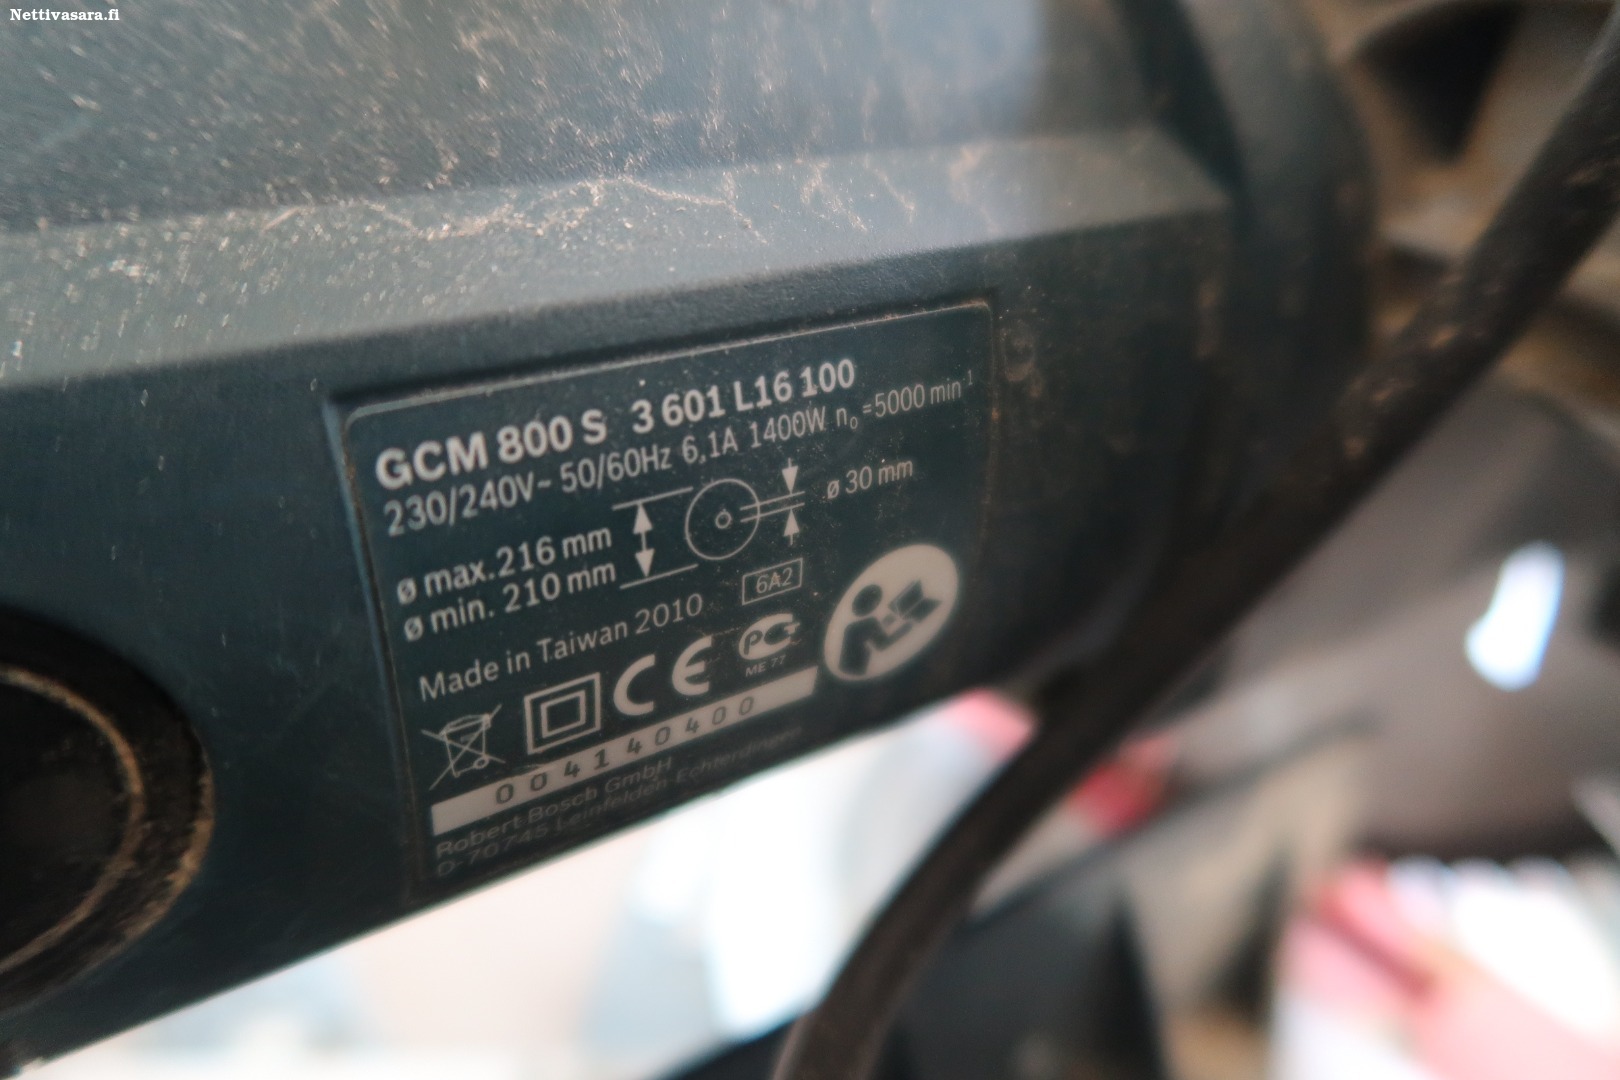 Nettivasara.fi
GCM 800 S 3 601 L16 100
230/240V~ 50/60Hz 6,1A 1400W n₀=5000 min⁻¹
ø 30 mm
ø max.216 mm
ø min. 210 mm
6A2
Made in Taiwan 2010
CE
PC
ME 77
004140400
Robert Bosch GmbH
D-70745 Leinfelden-Echterdingen